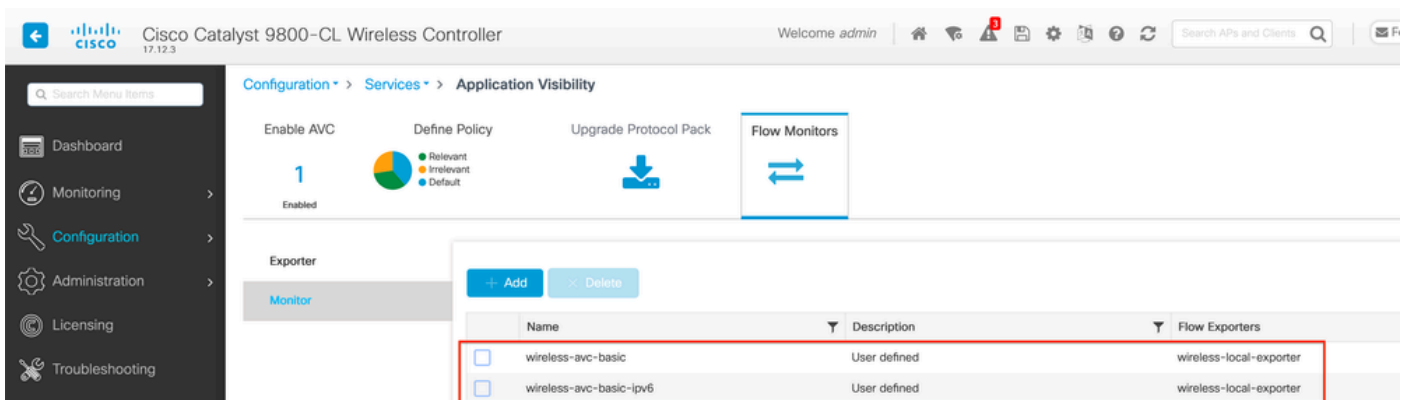 CISCO
Cisco Catalyst 9800-CL Wireless Controller
17.12.3
Welcome admin
3
Search APs and Clients
Search Menu Items
Dashboard
Monitoring
Configuration
Administration
Licensing
Troubleshooting
Configuration > Services > Application Visibility
Enable AVC
1
Enabled
Define Policy
Relevant
Irrelevant
Default
Upgrade Protocol Pack
Flow Monitors
Exporter
Monitor
+ Add
× Delete
Name
Description
Flow Exporters
wireless-avc-basic
User defined
wireless-local-exporter
wireless-avc-basic-ipv6
User defined
wireless-local-exporter